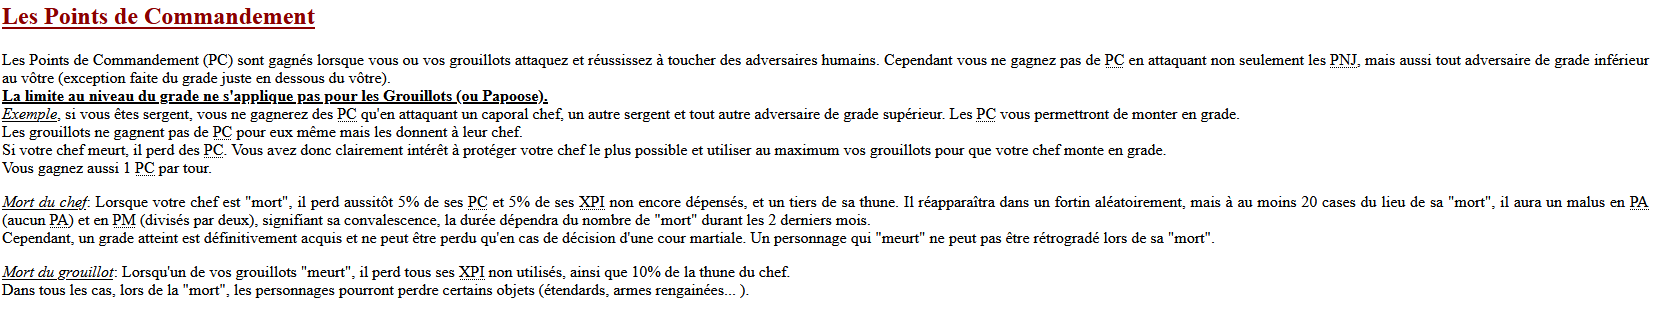 Les Points de Commandement
Les Points de Commandement (PC) sont gagnés lorsque vous ou vos grouillots attaquez et réussissez à toucher des adversaires humains. Cependant vous ne gagnez pas de PC en attaquant non seulement les PNJ, mais aussi tout adversaire de grade inférieur
au vôtre (exception faite du grade juste en dessous du vôtre).
La limite au niveau du grade ne s'applique pas pour les Grouillots (ou Papoose).
Exemple, si vous êtes sergent, vous ne gagnerez des PC qu'en attaquant un caporal chef, un autre sergent et tout autre adversaire de grade supérieur. Les PC vous permettront de monter en grade.
Les grouillots ne gagnent pas de PC pour eux même mais les donnent à leur chef.
Si votre chef meurt, il perd des PC. Vous avez donc clairement intérêt à protéger votre chef le plus possible et utiliser au maximum vos grouillots pour que votre chef monte en grade.
Vous gagnez aussi 1 PC par tour.
Mort du chef: Lorsque votre chef est "mort", il perd aussitôt 5% de ses PC et 5% de ses XPI non encore dépensés, et un tiers de sa thune. Il réapparaîtra dans un fortin aléatoirement, mais à au moins 20 cases du lieu de sa "mort", il aura un malus en PA
(aucun PA) et en PM (divisés par deux), signifiant sa convalescence, la durée dépendra du nombre de "mort" durant les 2 derniers mois.
Cependant, un grade atteint est définitivement acquis et ne peut être perdu qu'en cas de décision d'une cour martiale. Un personnage qui "meurt" ne peut pas être rétrogradé lors de sa "mort".
Mort du grouillot: Lorsqu'un de vos grouillots "meurt", il perd tous ses XPI non utilisés, ainsi que 10% de la thune du chef.
Dans tous les cas, lors de la "mort", les personnages pourront perdre certains objets (étendards, armes rengainées... ).